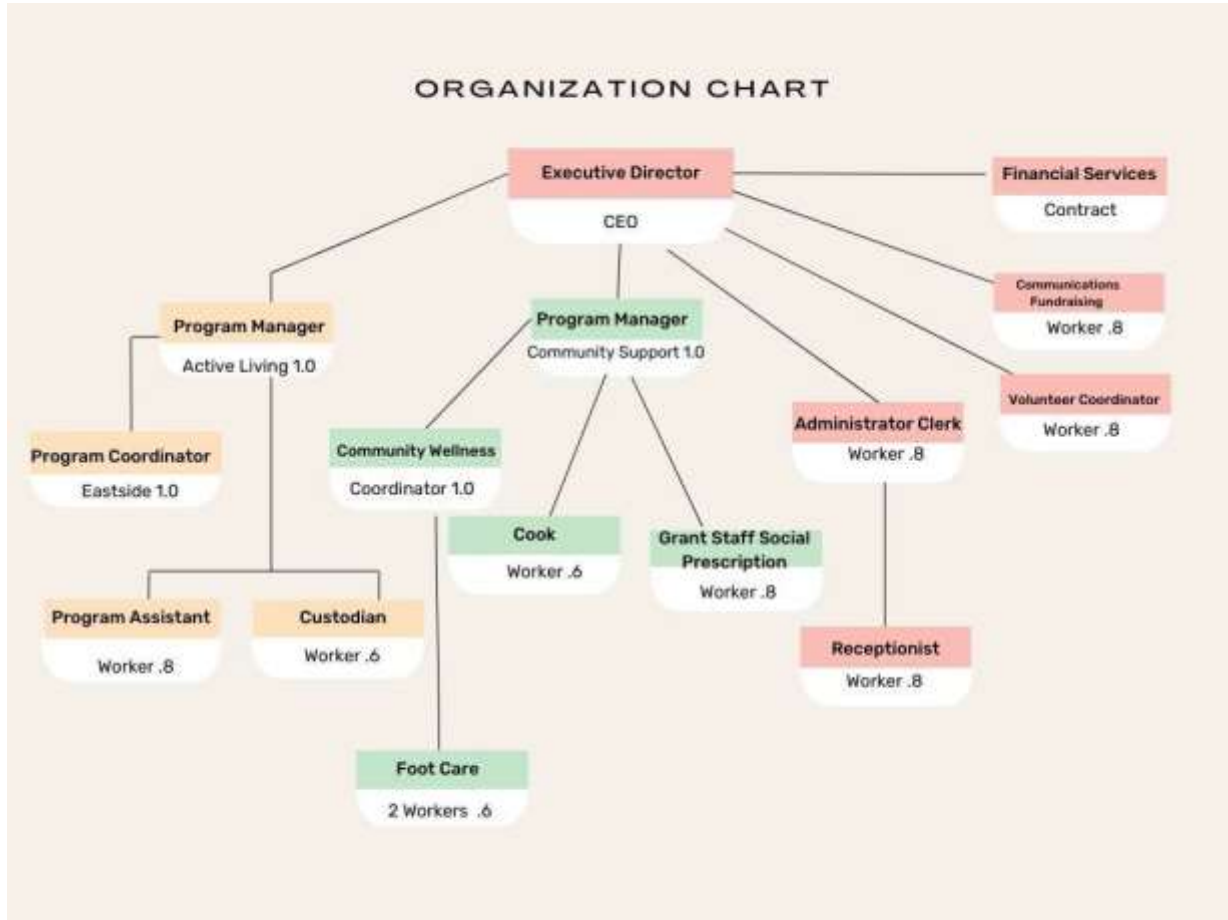 ORGANIZATION CHART
Executive Director
CEO
Financial Services
Contract
Communications
Fundraising
Worker .8
Program Manager
Active Living 1.0
Program Manager
Community Support 1.0
Volunteer Coordinator
Worker .8
Administrator Clerk
Worker .8
Program Coordinator
Eastside 1.0
Community Wellness
Coordinator 1.0
Cook
Worker .6
Grant Staff Social
Prescription
Worker .8
Program Assistant
Worker .8
Custodian
Worker .6
Receptionist
Worker .8
Foot Care
2 Workers .6